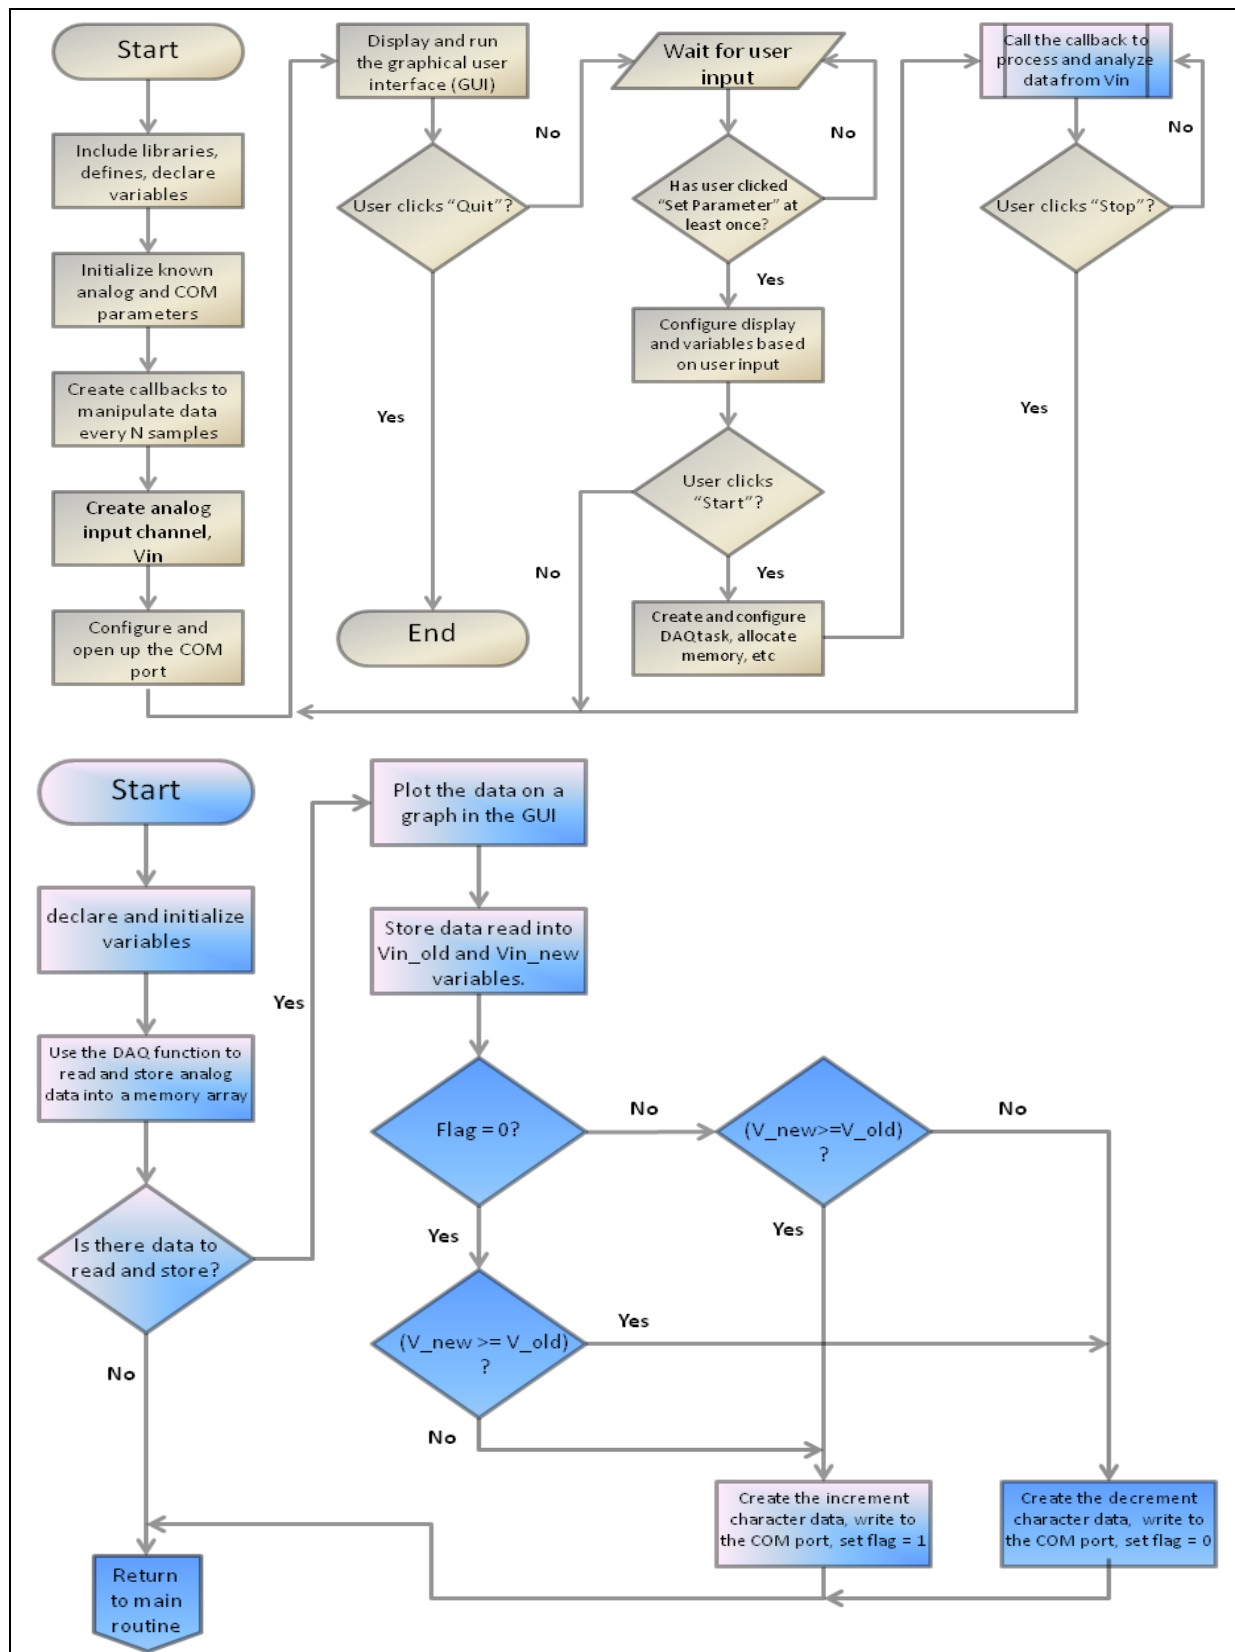 Start
Include libraries,
defines, declare
variables
Initialize known
analog and COM
parameters
Create callbacks to
manipulate data
every N samples
Create analog
input channel,
Vin
Configure and
open up the COM
port
Display and run
the graphical user
interface (GUI)
No
User clicks “Quit”?
Yes
End
Wait for user
input
No
Has user clicked
“Set Parameter” at
least once?
Yes
Configure display
and variables based
on user input
User clicks
“Start”?
No
Yes
Create and configure
DAQ task, allocate
memory, etc
Call the callback to
process and analyze
data from Vin
No
User clicks “Stop”?
Yes
Start
declare and initialize
variables
Use the DAQ function to
read and store analog
data into a memory array
Is there data to
read and store?
Yes
No
Return
to main
routine
Plot the data on a
graph in the GUI
Store data read into
Vin_old and Vin_new
variables.
Flag = 0?
No
(V_new>=V_old)
?
No
Yes
Yes
(V_new >= V_old)
?
Yes
No
Create the increment
character data, write to
the COM port, set flag = 1
Create the decrement
character data, write to
the COM port, set flag = 0